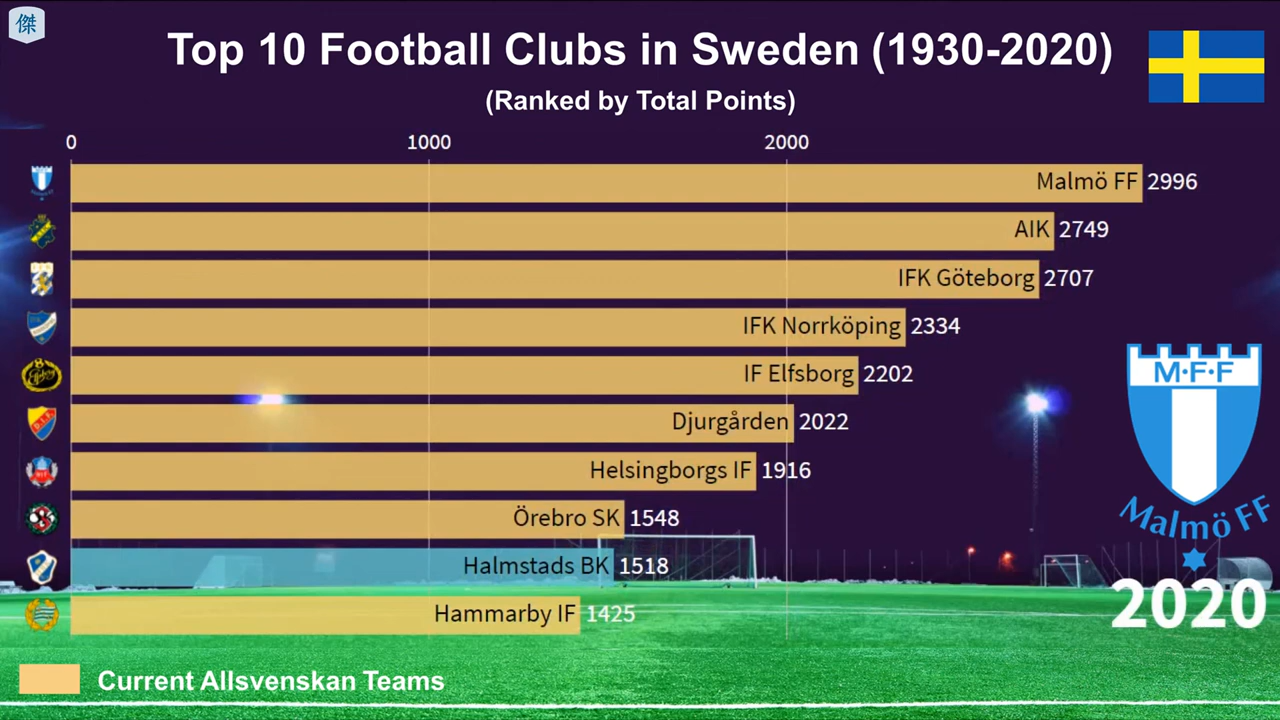 傑
Top 10 Football Clubs in Sweden (1930-2020)
(Ranked by Total Points)
0 1000 2000
Malmö FF 2996
AIK 2749
IFK Göteborg 2707
IFK Norrköping 2334
IF Elfsborg 2202
Djurgården 2022
Helsingborgs IF 1916
Örebro SK 1548
Halmstads BK 1518
Hammarby IF 1425
M·F·F
Malmö FF
2020
Current Allsvenskan Teams